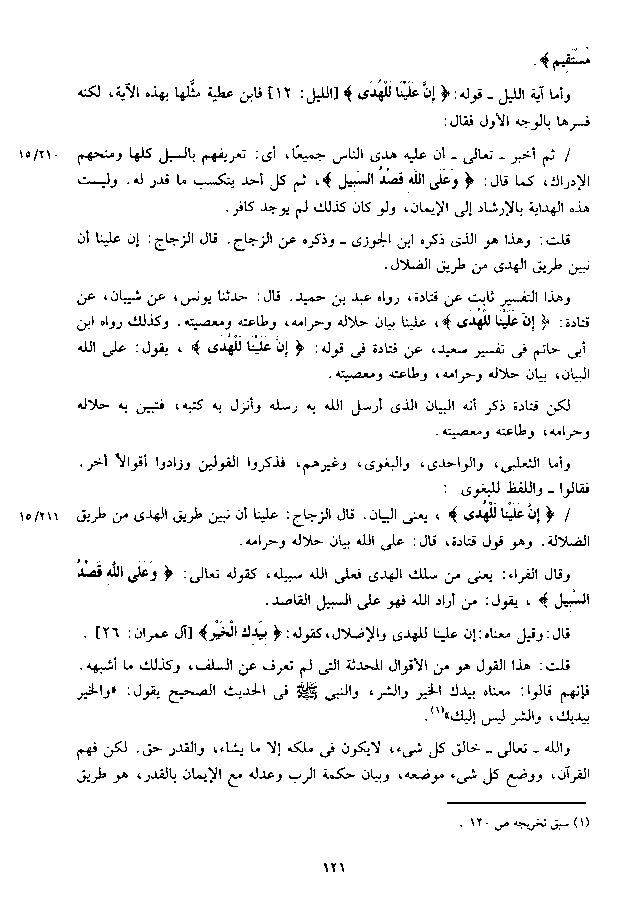 مُسْتَقِيم ﴾ .
وأما آية الليل ـ قوله : ﴿ إِنَّ عَلَيْنَا لَلْهُدَىٰ ﴾ [الليل: ١٢] فابن عطية مثَّلها بهذه الآية، لكنه
فسرها بالوجه الأول فقال:
/ ثم أخبر ـ تعالى ـ أن عليه هدى الناس جميعًا، أى: تعريفهم بالسبل كلها ومنحهم ١٥/٢١٠
الإدراك، كما قال: ﴿ وَعَلَى اللَّهِ قَصْدُ السَّبِيلِ ﴾، ثم كل أحد يتكسب ما قدر له. وليست
هذه الهداية بالإرشاد إلى الإيمان، ولو كان كذلك لم يوجد كافر.
قلت: وهذا هو الذى ذكره ابن الجوزى ـ وذكره عن الزجاج. قال الزجاج: إن علينا أن
نبين طريق الهدى من طريق الضلال.
وهذا التفسير ثابت عن قتادة، رواه عبد بن حميد. قال: حدثنا يونس، عن شيبان، عن
قتادة: ﴿ إِنَّ عَلَيْنَا لَلْهُدَىٰ ﴾، علينا بيان حلاله وحرامه، وطاعته ومعصيته. وكذلك رواه ابن
أبى حاتم فى تفسير سعيد، عن قتادة فى قوله: ﴿ إِنَّ عَلَيْنَا لَلْهُدَىٰ ﴾ ، يقول: على الله
البيان، بيان حلاله وحرامه، وطاعته ومعصيته.
لكن قتادة ذكر أنه البيان الذى أرسل الله به رسله وأنزل به كتبه، فتبين به حلاله
وحرامه، وطاعته ومعصيته.
وأما الثعلبى، والواحدى، والبغوى، وغيرهم، فذكروا القولين وزادوا أقوالاً أخر.
فقالوا ـ واللفظ للبغوى :
/ ﴿ إِنَّ عَلَيْنَا لَلْهُدَىٰ ﴾ ، يعنى البيان. قال الزجاج: علينا أن نبين طريق الهدى من طريق ١٥/٢١١
الضلالة. وهو قول قتادة، قال: على الله بيان حلاله وحرامه.
وقال الفراء: يعنى من سلك الهدى فعلى الله سبيله، كقوله تعالى: ﴿ وَعَلَى اللَّهِ قَصْدُ
السَّبِيلِ ﴾ ، يقول: من أراد الله فهو على السبيل القاصد.
قال: وقيل معناه: إن علينا للهدى والإضلال، كقوله: ﴿ بِيَدِكَ الْخَيْر﴾ [آل عمران: ٢٦] .
قلت: هذا القول هو من الأقوال المحدثة التى لم تعرف عن السلف، وكذلك ما أشبهه.
فإنهم قالوا: معناه بيدك الخير والشر، والنبي ﷺ فى الحديث الصحيح يقول: «والخير
بيديك، والشر ليس إليك»(١).
والله ـ تعالى ـ خالق كل شىء، لايكون فى ملكه إلا ما يشاء، والقدر حق. لكن فهم
القرآن، ووضع كل شىء موضعه، وبيان حكمة الرب وعدله مع الإيمان بالقدر، هو طريق
(١) سبق تخريجه ص ١٢٠ .
١٢١